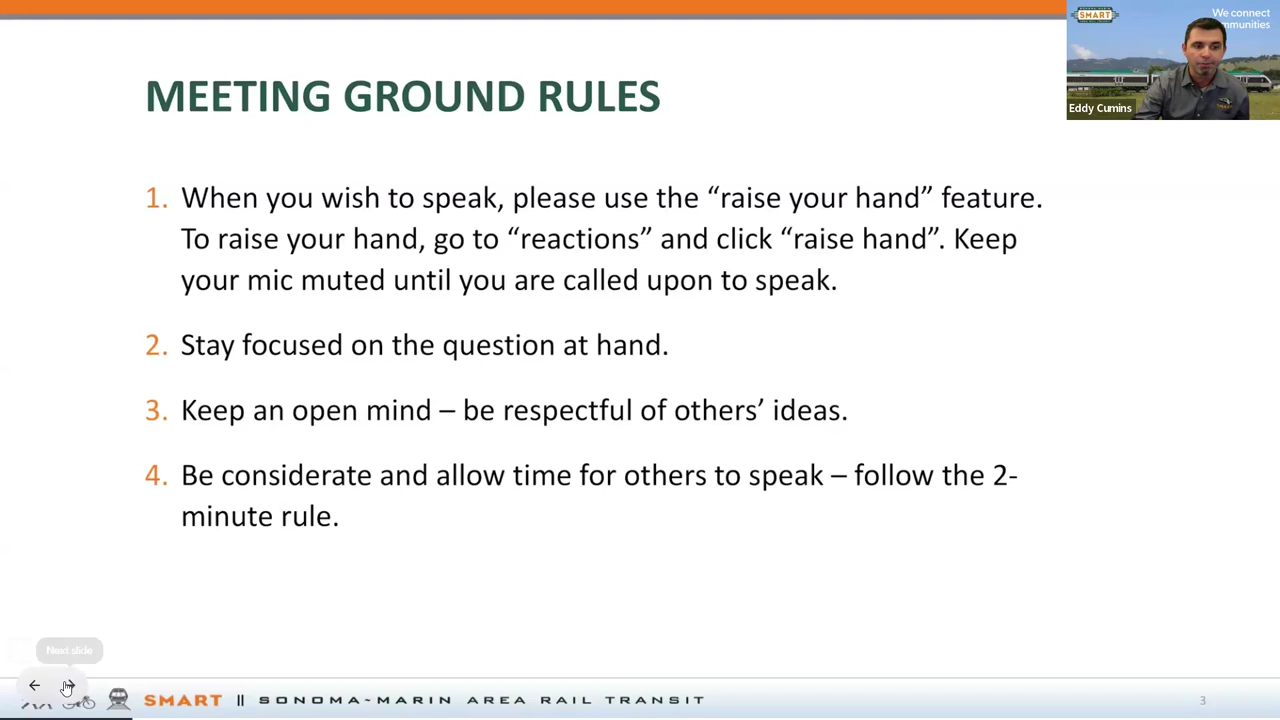 We connect
mmunities
SMART
Eddy Cumins
MEETING GROUND RULES
1. When you wish to speak, please use the “raise your hand” feature.
To raise your hand, go to “reactions” and click “raise hand”. Keep
your mic muted until you are called upon to speak.
2. Stay focused on the question at hand.
3. Keep an open mind – be respectful of others’ ideas.
4. Be considerate and allow time for others to speak – follow the 2-
minute rule.
Next slide
SMART || SONOMA-MARIN AREA RAIL TRANSIT
3